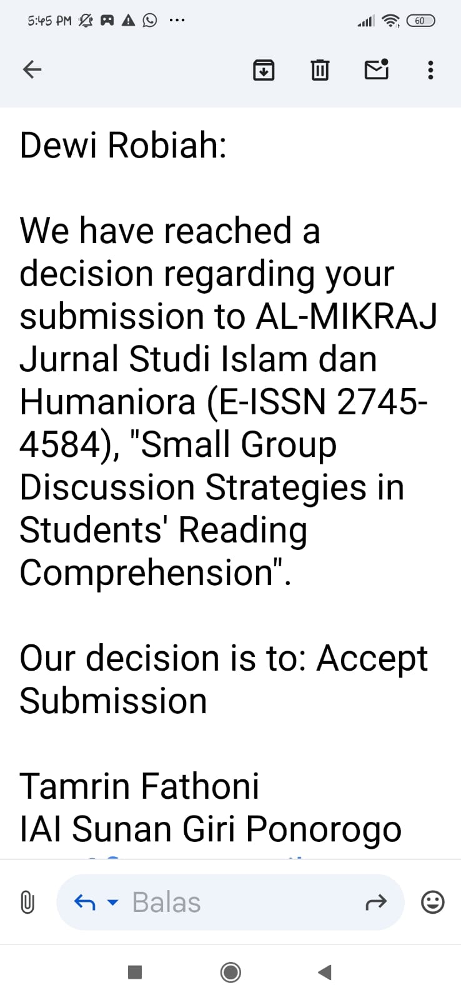 5:45 PM
60
Dewi Robiah:
We have reached a
decision regarding your
submission to AL-MIKRAJ
Jurnal Studi Islam dan
Humaniora (E-ISSN 2745-
4584), "Small Group
Discussion Strategies in
Students' Reading
Comprehension".
Our decision is to: Accept
Submission
Tamrin Fathoni
IAI Sunan Giri Ponorogo
Balas